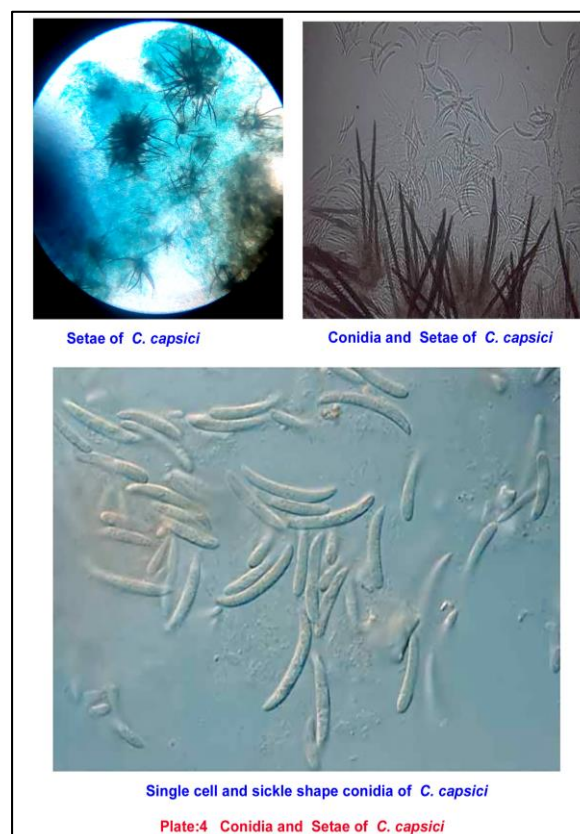 Setae of C. capsici
Conidia and Setae of C. capsici
Single cell and sickle shape conidia of C. capsici
Plate:4 Conidia and Setae of C. capsici